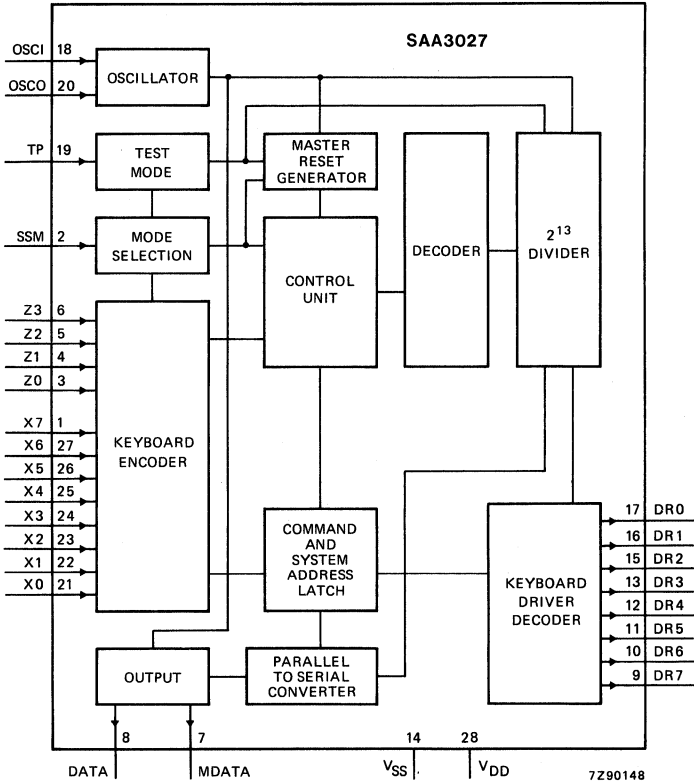 SAA3027
OSCI 18
OSCO 20
OSCILLATOR
TP 19
TEST
MODE
MASTER
RESET
GENERATOR
SSM 2
MODE
SELECTION
CONTROL
UNIT
DECODER
2¹³
DIVIDER
Z3 6
Z2 5
Z1 4
Z0 3
X7 1
X6 27
X5 26
X4 25
X3 24
X2 23
X1 22
X0 21
KEYBOARD
ENCODER
COMMAND
AND
SYSTEM
ADDRESS
LATCH
KEYBOARD
DRIVER
DECODER
17 DR0
16 DR1
15 DR2
13 DR3
12 DR4
11 DR5
10 DR6
9 DR7
OUTPUT
PARALLEL
TO SERIAL
CONVERTER
8 7 14 28
DATA MDATA VSS VDD
7Z90148